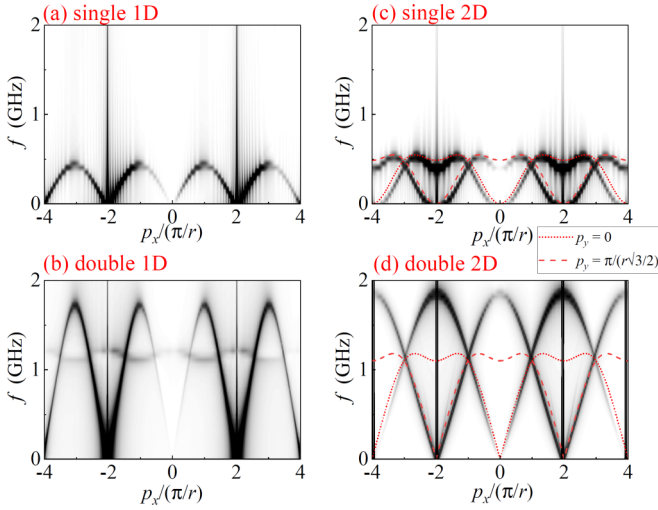 (a) single 1D
(c) single 2D
2
1
0
f (GHz)
-4 -2 0 2 4
pₓ/(π/r)
2
1
0
f (GHz)
-4 -2 0 2 4
pₓ/(π/r)
p_y = 0
p_y = π/(r√3/2)
(b) double 1D
(d) double 2D
2
1
0
f (GHz)
-4 -2 0 2 4
pₓ/(π/r)
2
1
0
f (GHz)
-4 -2 0 2 4
pₓ/(π/r)